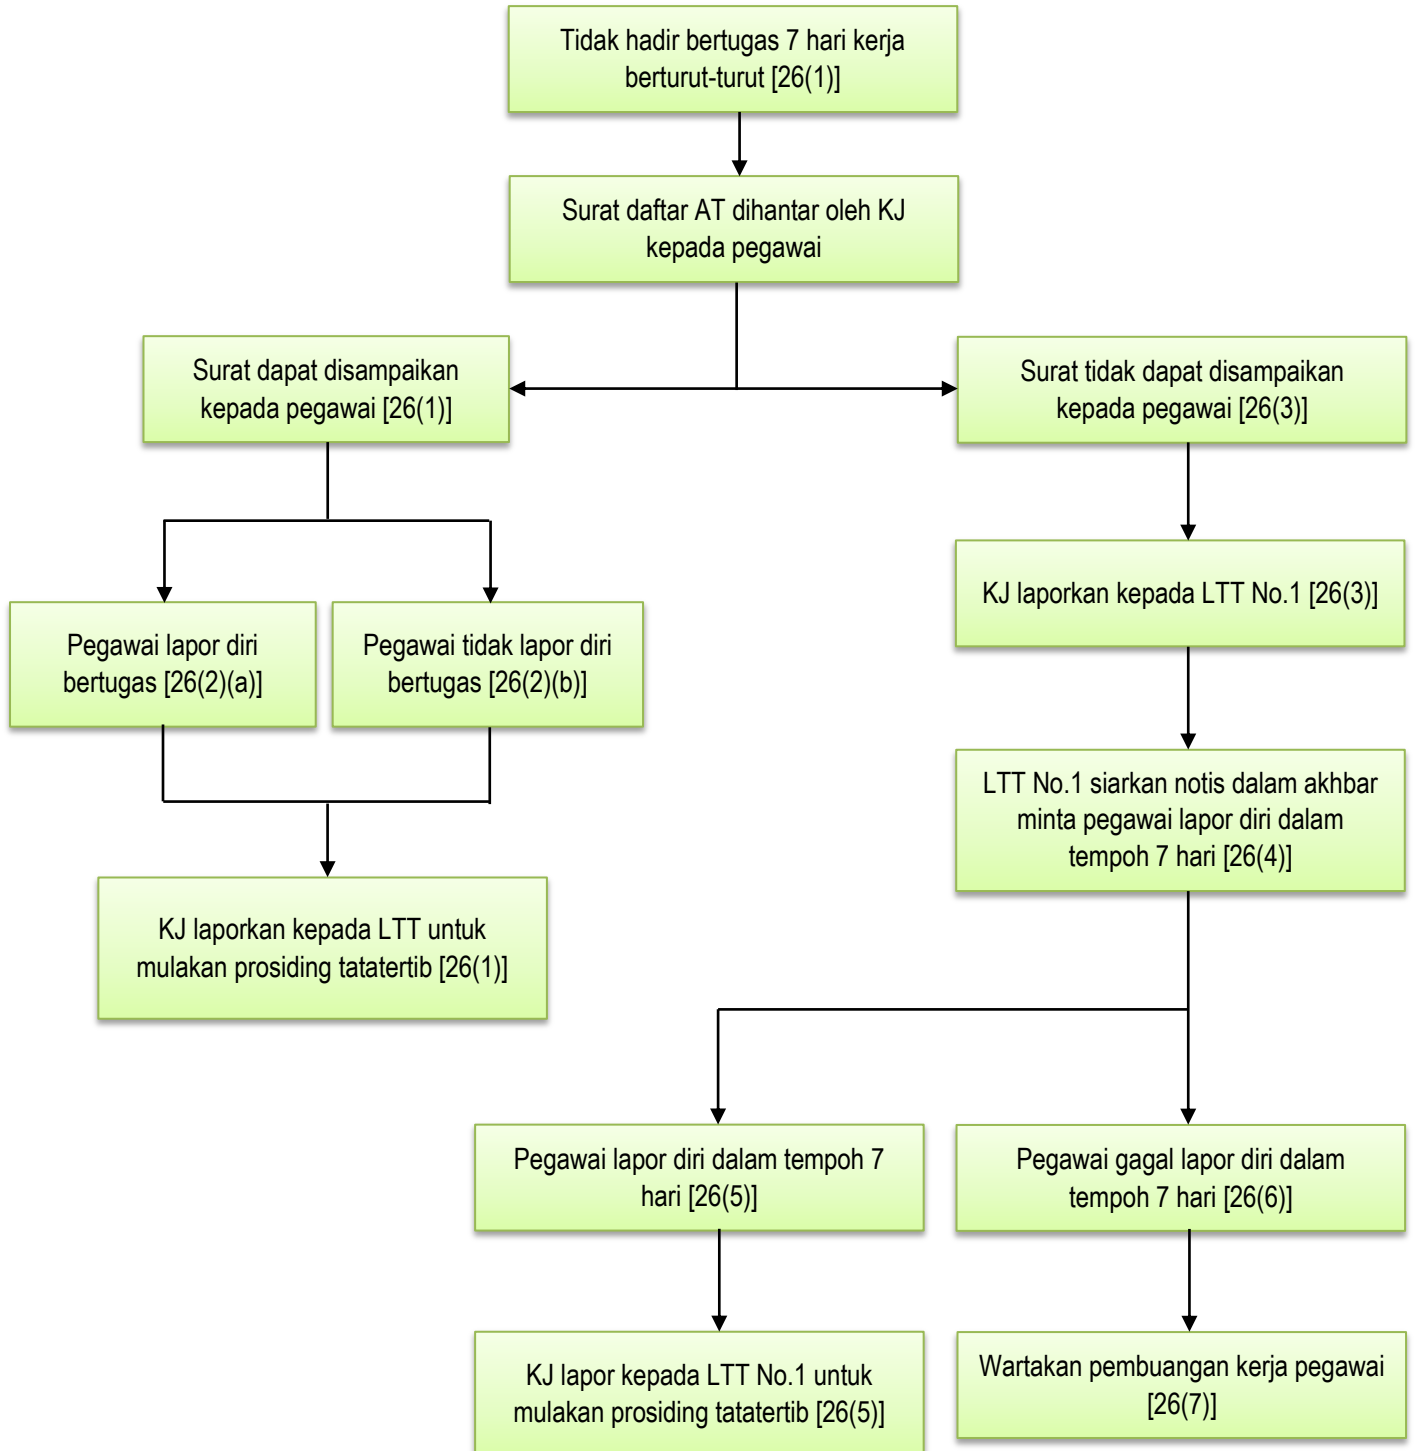 Tidak hadir bertugas 7 hari kerja
berturut-turut [26(1)]
Surat daftar AT dihantar oleh KJ
kepada pegawai
Surat dapat disampaikan
kepada pegawai [26(1)]
Surat tidak dapat disampaikan
kepada pegawai [26(3)]
KJ laporkan kepada LTT No.1 [26(3)]
Pegawai lapor diri
bertugas [26(2)(a)]
Pegawai tidak lapor diri
bertugas [26(2)(b)]
LTT No.1 siarkan notis dalam akhbar
minta pegawai lapor diri dalam
tempoh 7 hari [26(4)]
KJ laporkan kepada LTT untuk
mulakan prosiding tatatertib [26(1)]
Pegawai lapor diri dalam tempoh 7
hari [26(5)]
Pegawai gagal lapor diri dalam
tempoh 7 hari [26(6)]
KJ lapor kepada LTT No.1 untuk
mulakan prosiding tatatertib [26(5)]
Wartakan pembuangan kerja pegawai
[26(7)]